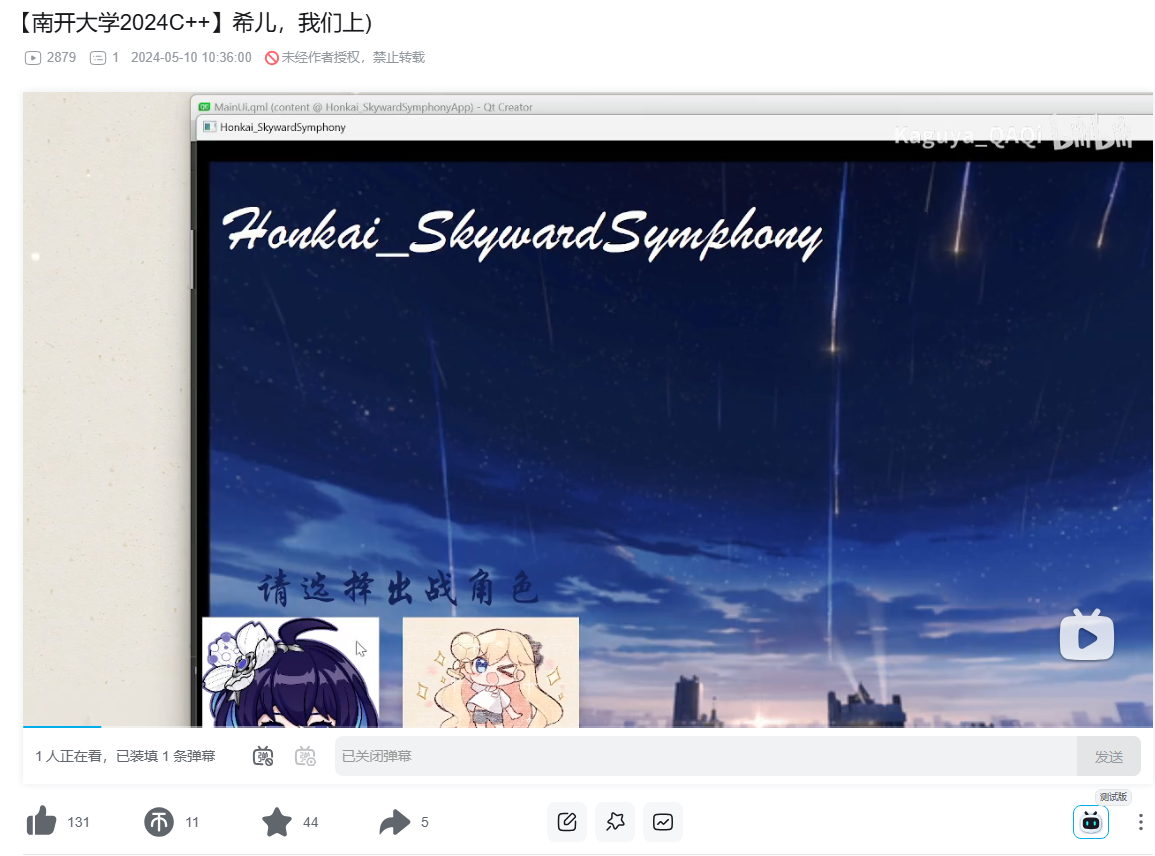 【南开大学2024C++】希儿，我们上)
2879 1 2024-05-10 10:36:00 未经作者授权，禁止转载
MainUi.qml (content @ Honkai_SkywardSymphonyApp) - Qt Creator
Honkai_SkywardSymphony
Kaguya_QAQi bilibili
Honkai_SkywardSymphony
请选择出战角色
1 人正在看，已装填 1 条弹幕 弹 弹 已关闭弹幕 发送
测试版
131 11 44 5